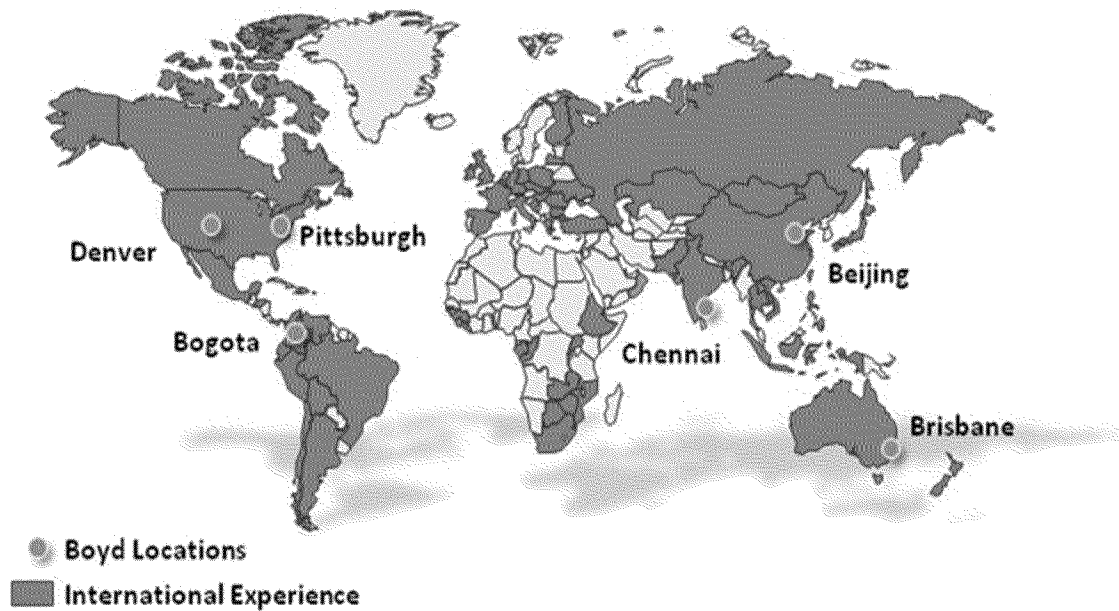 Denver
Pittsburgh
Beijing
Bogota
Chennai
Brisbane
Boyd Locations
International Experience